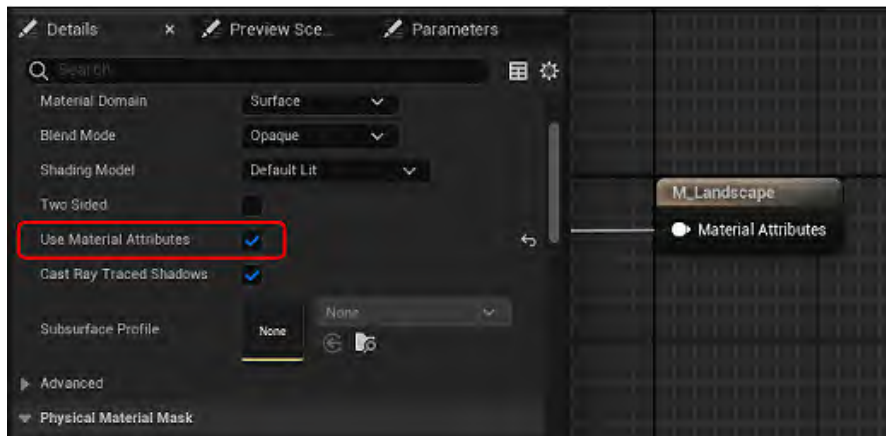 Details × Preview Sce... Parameters
Search
Material Domain Surface
Blend Mode Opaque
Shading Model Default Lit
Two Sided
Use Material Attributes
Cast Ray Traced Shadows
None
Subsurface Profile None
Advanced
Physical Material Mask
M_Landscape
Material Attributes